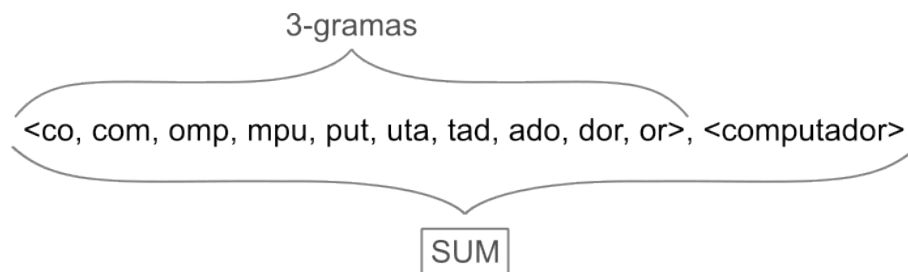 3-gramas
<co, com, omp, mpu, put, uta, tad, ado, dor, or>, <computador>
SUM